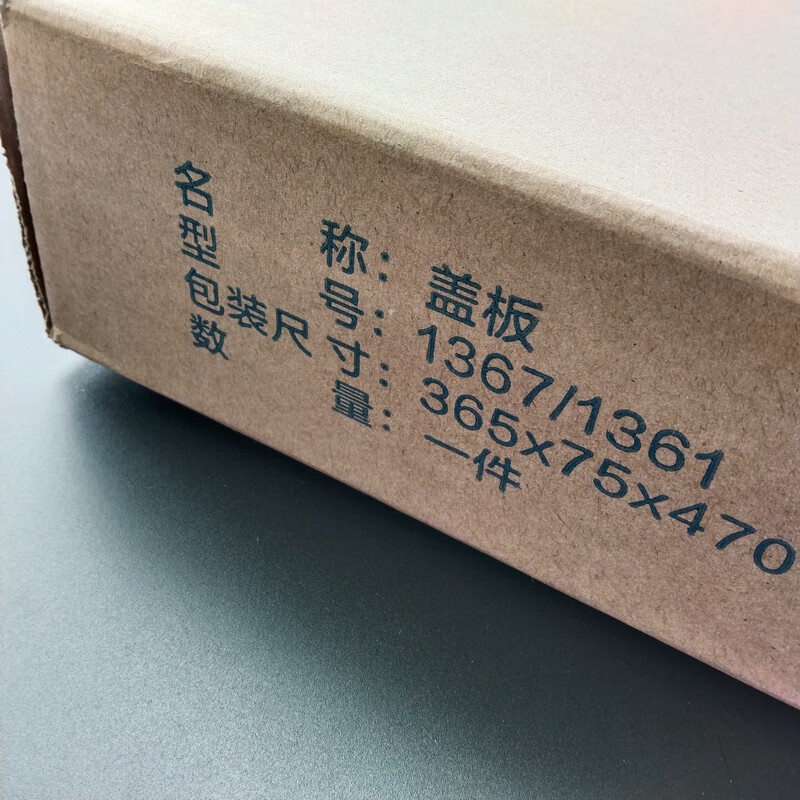 名 称：盖板
型 号：1367/1361
包装尺寸：365x75x470
数 量：一件